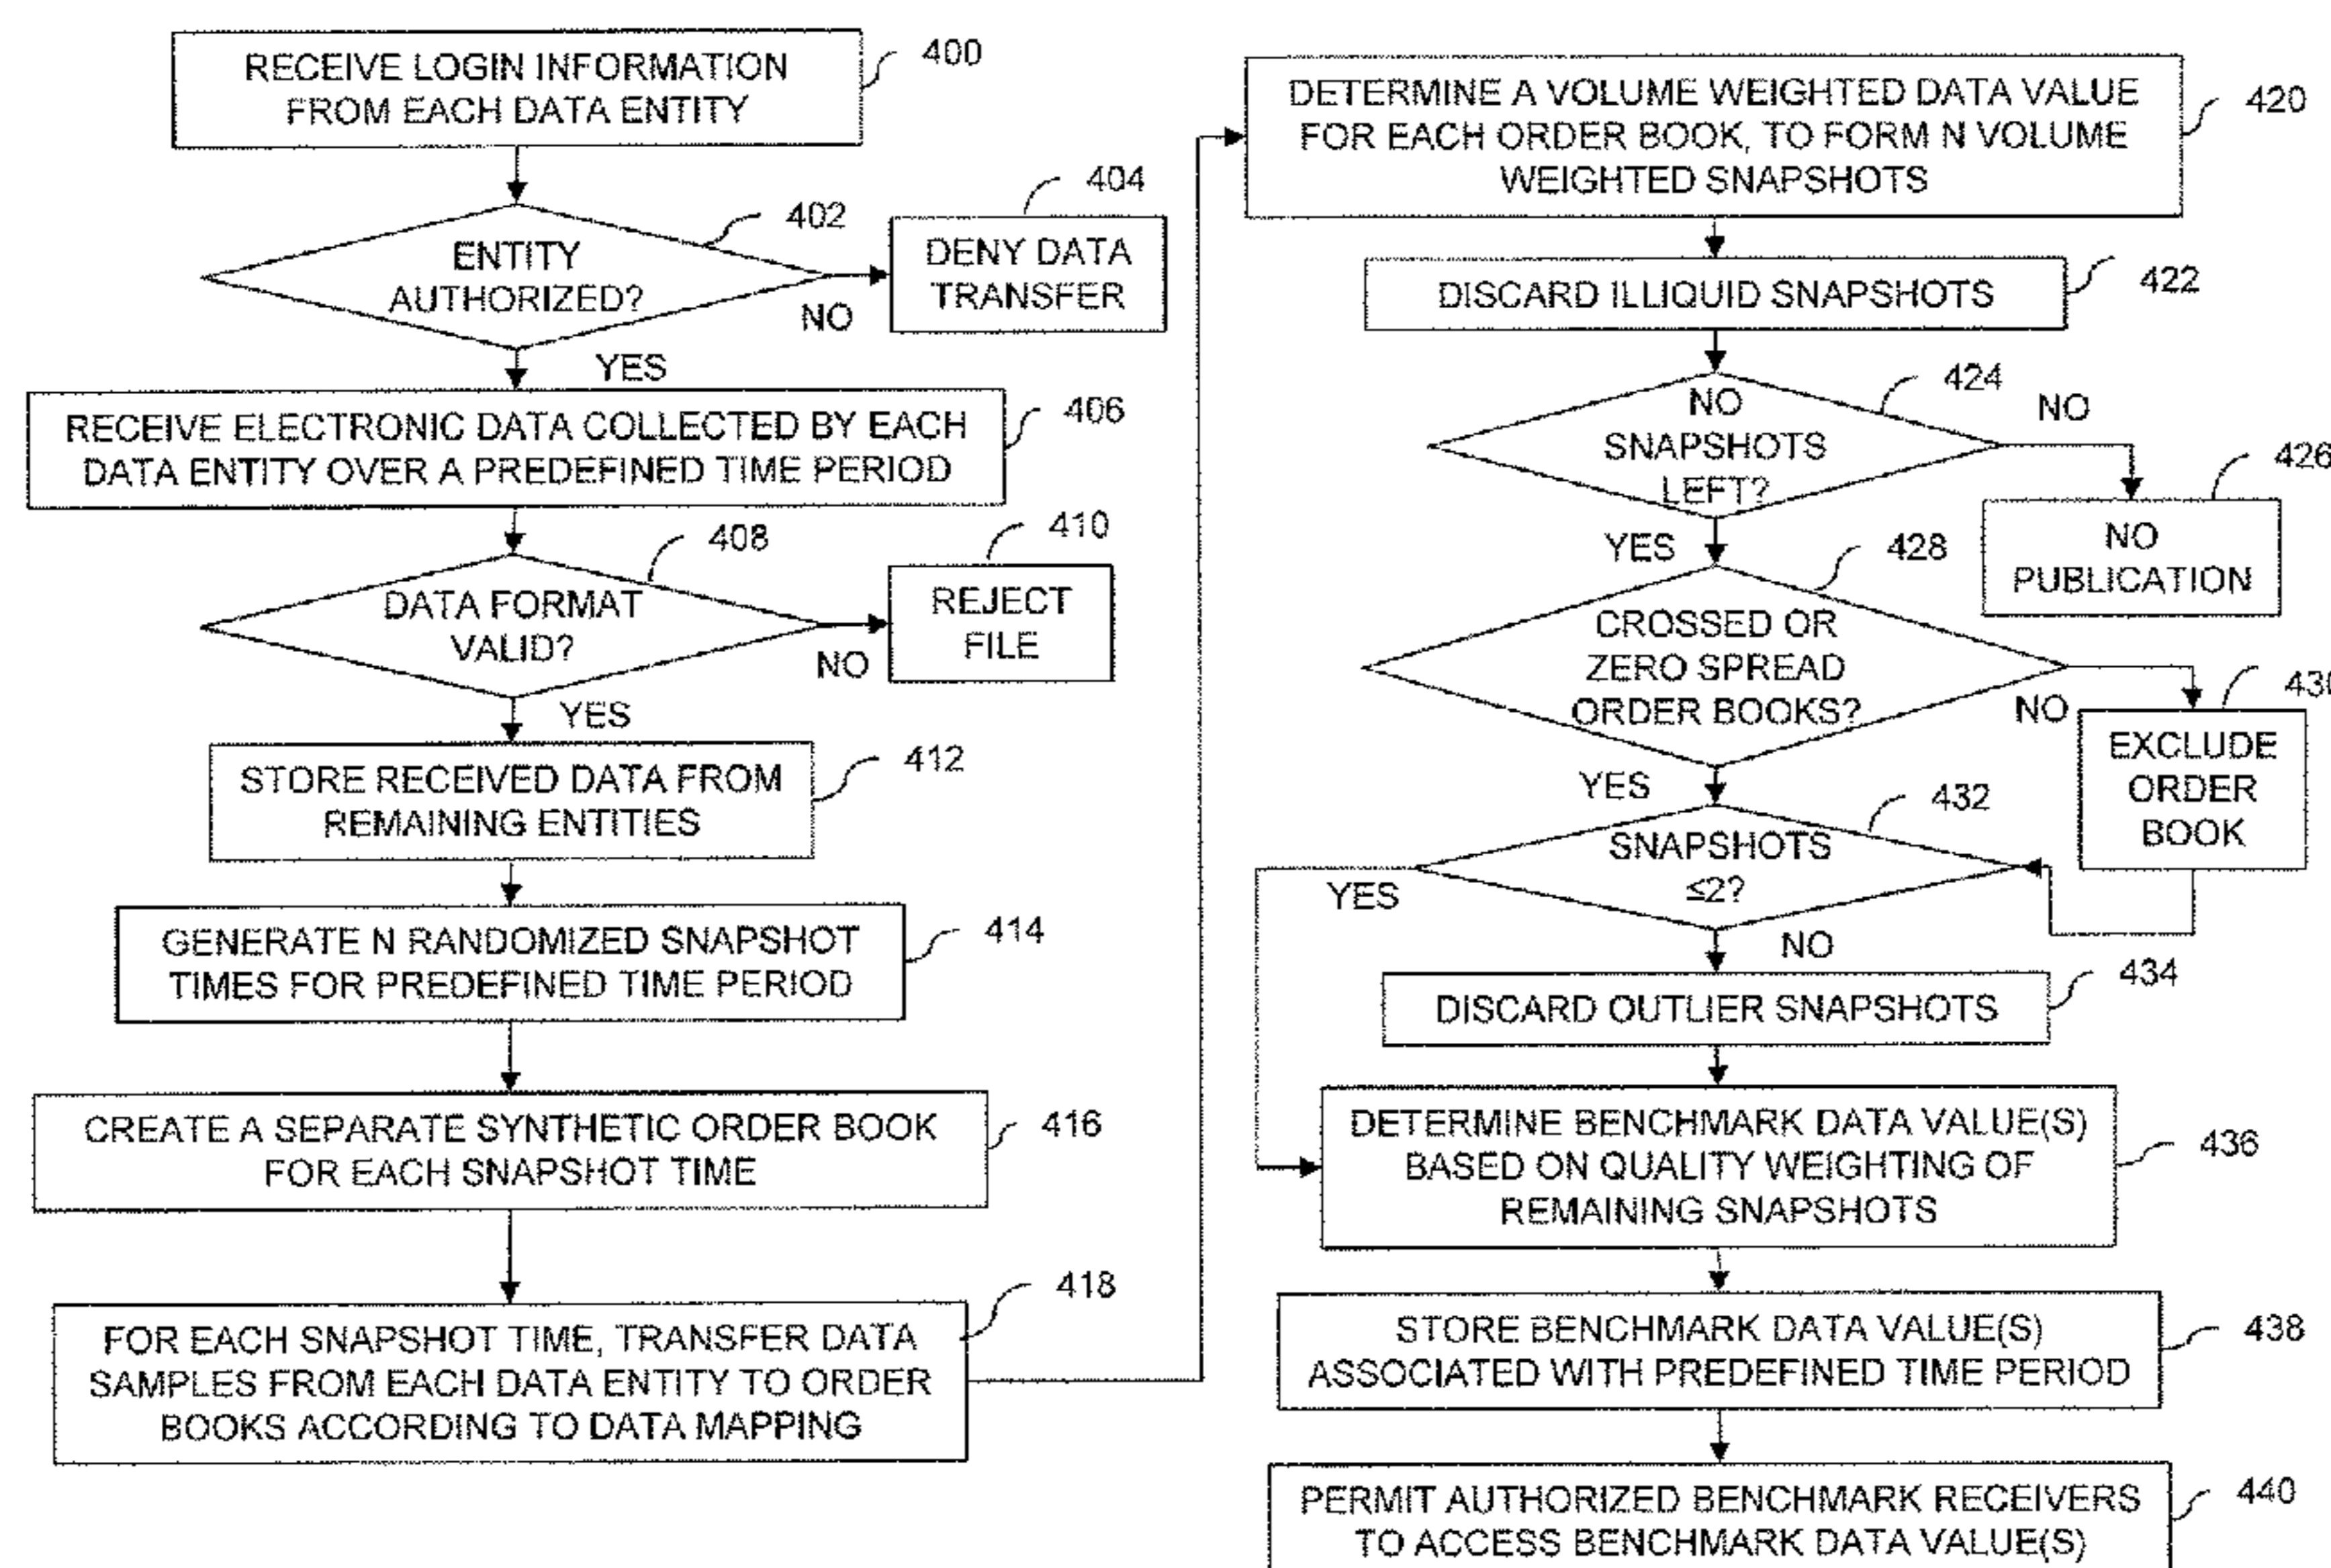 RECEIVE LOGIN INFORMATION
FROM EACH DATA ENTITY
400
ENTITY
AUTHORIZED?
402
NO
DENY DATA
TRANSFER
404
YES
RECEIVE ELECTRONIC DATA COLLECTED BY EACH
DATA ENTITY OVER A PREDEFINED TIME PERIOD
406
DATA FORMAT
VALID?
408
NO
REJECT
FILE
410
YES
STORE RECEIVED DATA FROM
REMAINING ENTITIES
412
GENERATE N RANDOMIZED SNAPSHOT
TIMES FOR PREDEFINED TIME PERIOD
414
CREATE A SEPARATE SYNTHETIC ORDER BOOK
FOR EACH SNAPSHOT TIME
416
FOR EACH SNAPSHOT TIME, TRANSFER DATA
SAMPLES FROM EACH DATA ENTITY TO ORDER
BOOKS ACCORDING TO DATA MAPPING
418
DETERMINE A VOLUME WEIGHTED DATA VALUE
FOR EACH ORDER BOOK, TO FORM N VOLUME
WEIGHTED SNAPSHOTS
420
DISCARD ILLIQUID SNAPSHOTS
422
NO
SNAPSHOTS
LEFT?
424
NO
NO
PUBLICATION
426
YES
CROSSED OR
ZERO SPREAD
ORDER BOOKS?
428
NO
EXCLUDE
ORDER
BOOK
430
YES
SNAPSHOTS
≤2?
432
YES
NO
DISCARD OUTLIER SNAPSHOTS
434
DETERMINE BENCHMARK DATA VALUE(S)
BASED ON QUALITY WEIGHTING OF
REMAINING SNAPSHOTS
436
STORE BENCHMARK DATA VALUE(S)
ASSOCIATED WITH PREDEFINED TIME PERIOD
438
PERMIT AUTHORIZED BENCHMARK RECEIVERS
TO ACCESS BENCHMARK DATA VALUE(S)
440